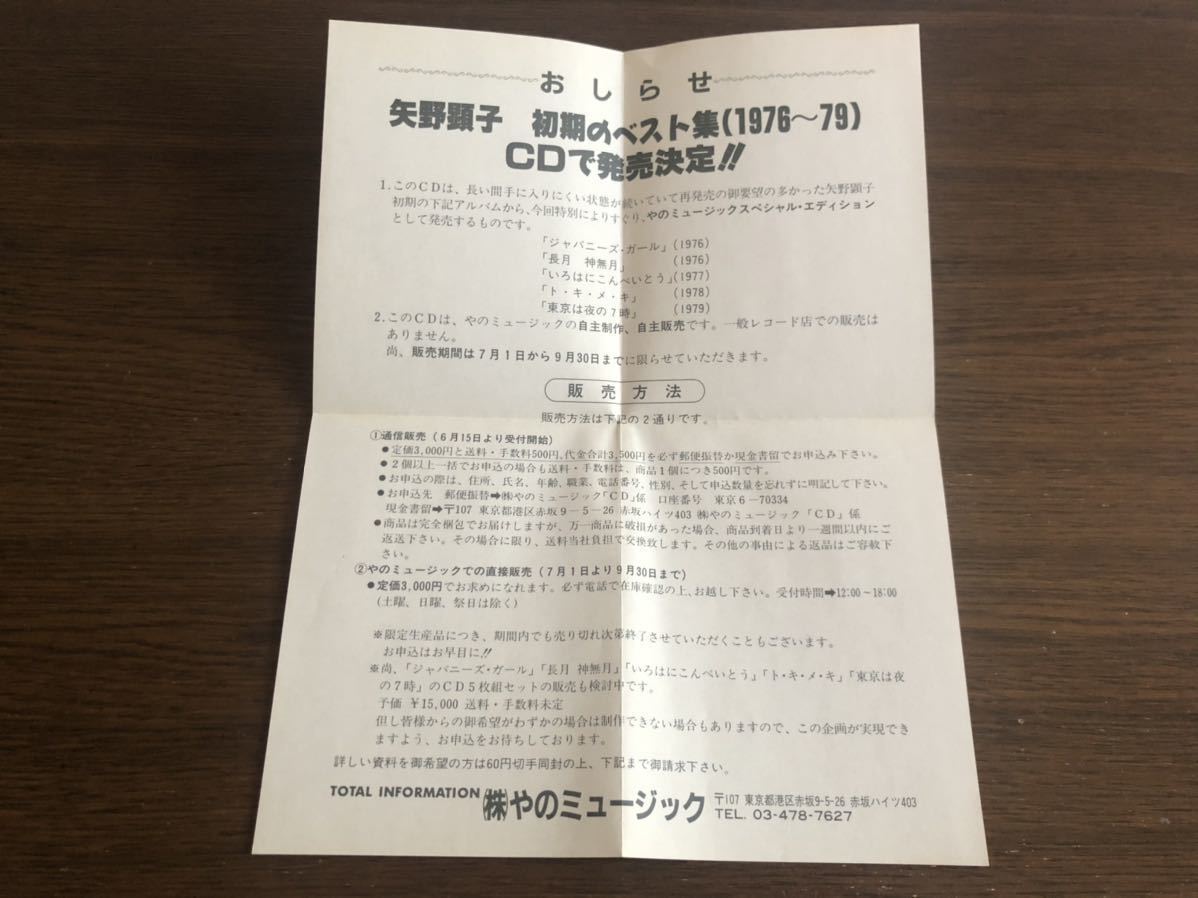 おしらせ
矢野顕子 初期のベスト集(1976～79)
CDで発売決定!!
1.このCDは、長い間手に入りにくい状態が続いていて再発売の御要望の多かった矢野顕子
初期の下記アルバムから、今回特別によりすぐり、やのミュージックスペシャル・エディション
として発売するものです。
「ジャパニーズ・ガール」(1976)
「長月 神無月」 (1976)
「いろはにこんぺいとう」(1977)
「ト・キ・メ・キ」 (1978)
「東京は夜の7時」 (1979)
2.このCDは、やのミュージックの自主制作、自主販売です。一般レコード店での販売は
ありません。
尚、販売期間は7月1日から9月30日までに限らせていただきます。
販売方法
販売方法は下記の2通りです。
①通信販売(6月15日より受付開始)
●定価3,000円と送料・手数料500円、代金合計3,500円を必ず郵便振替か現金書留でお申込み下さい。
●2個以上一括でお申込の場合も送料・手数料は、商品1個につき500円です。
●お申込の際は、住所、氏名、年齢、職業、電話番号、性別、そして申込数量を忘れずに明記して下さい。
●お申込先 郵便振替➡㈱やのミュージック「CD」係 口座番号 東京6-70334
現金書留➡〒107 東京都港区赤坂9-5-26 赤坂ハイツ403 ㈱やのミュージック「CD」係
●商品は完全梱包でお届けしますが、万一商品に破損があった場合、商品到着日より一週間以内にご
返送下さい。その場合に限り、送料当社負担で交換致します。その他の事由による返品はご容赦下
さい。
②やのミュージックでの直接販売(7月1日より9月30日まで)
●定価3,000円でお求めになれます。必ず電話で在庫確認の上、お越し下さい。受付時間➡12:00～18:00
(土曜、日曜、祭日は除く)
※限定生産品につき、期間内でも売り切れ次第終了させていただくこともございます。
お申込はお早目に!!
※尚、「ジャパニーズ・ガール」「長月 神無月」「いろはにこんぺいとう」「ト・キ・メ・キ」「東京は夜
の7時」のCD5枚組セットの販売も検討中です。
予価 ¥15,000 送料・手数料未定
但し皆様からの御希望がわずかの場合は制作できない場合もありますので、この企画が実現でき
ますよう、お申込をお待ちしております。
詳しい資料を御希望の方は60円切手同封の上、下記まで御請求下さい。
TOTAL INFORMATION ㈱やのミュージック 〒107 東京都港区赤坂9-5-26 赤坂ハイツ403
TEL. 03-478-7627